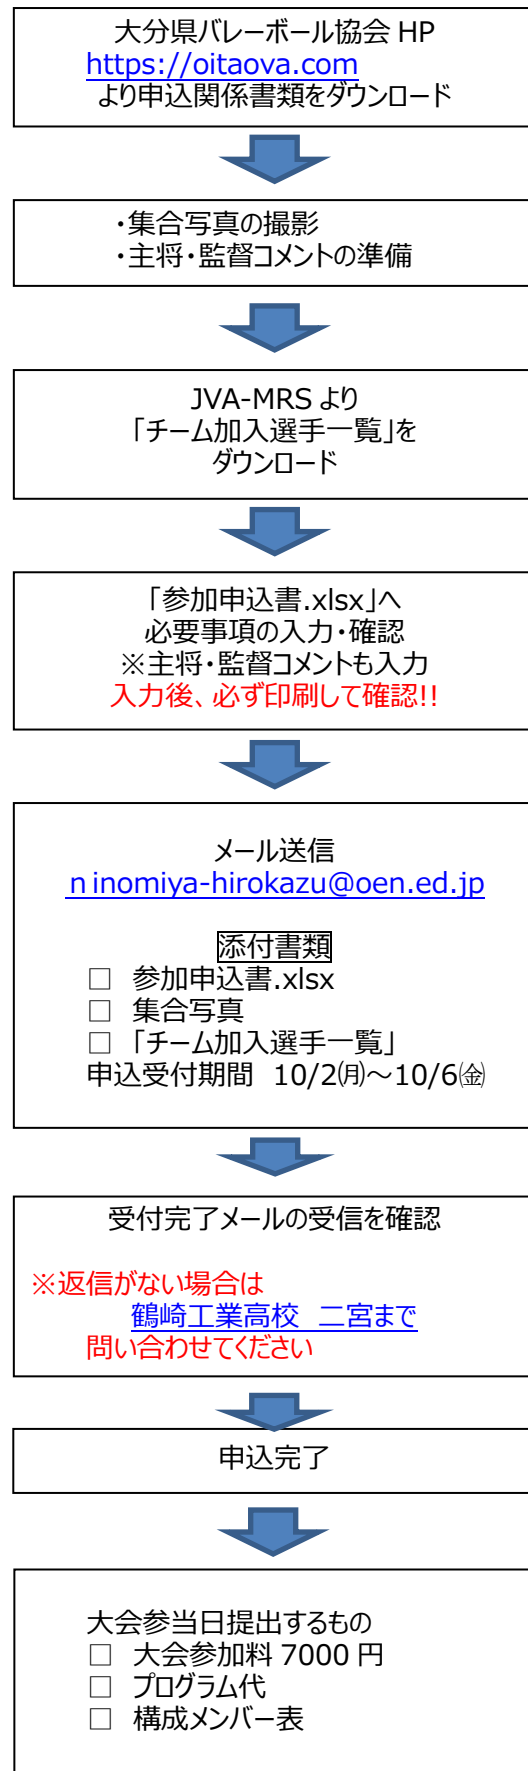 大分県バレーボール協会 HP
https://oitaova.com
より申込関係書類をダウンロード
・集合写真の撮影
・主将・監督コメントの準備
JVA-MRS より
「チーム加入選手一覧」を
ダウンロード
「参加申込書.xlsx」へ
必要事項の入力・確認
※主将・監督コメントも入力
入力後、必ず印刷して確認!!
メール送信
n inomiya-hirokazu@oen.ed.jp
添付書類
□ 参加申込書.xlsx
□ 集合写真
□ 「チーム加入選手一覧」
申込受付期間 10/2㈪～10/6㈮
受付完了メールの受信を確認
※返信がない場合は
鶴崎工業高校 二宮まで
問い合わせてください
申込完了
大会参当日提出するもの
□ 大会参加料 7000 円
□ プログラム代
□ 構成メンバー表